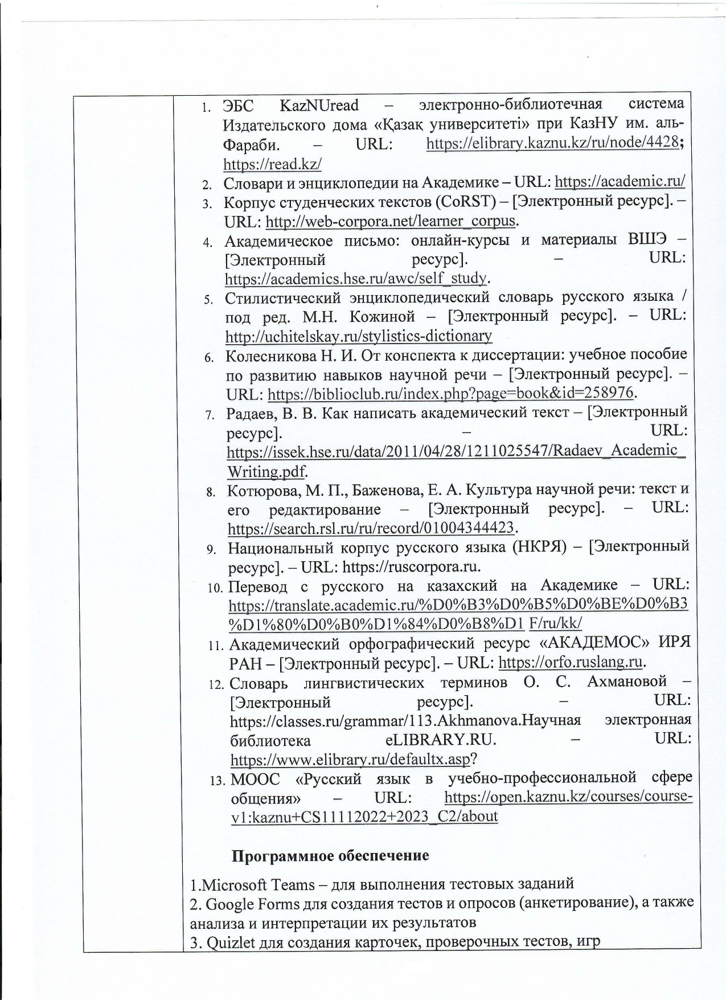 1. ЭБС KazNUread – электронно-библиотечная система
Издательского дома «Қазақ университеті» при КазНУ им. аль-
Фараби. – URL: https://elibrary.kaznu.kz/ru/node/4428;
https://read.kz/
2. Словари и энциклопедии на Академике – URL: https://academic.ru/
3. Корпус студенческих текстов (CoRST) – [Электронный ресурс]. –
URL: http://web-corpora.net/learner_corpus.
4. Академическое письмо: онлайн-курсы и материалы ВШЭ –
[Электронный ресурс]. – URL:
https://academics.hse.ru/awc/self_study.
5. Стилистический энциклопедический словарь русского языка /
под ред. М.Н. Кожиной – [Электронный ресурс]. – URL:
http://uchitelskay.ru/stylistics-dictionary
6. Колесникова Н. И. От конспекта к диссертации: учебное пособие
по развитию навыков научной речи – [Электронный ресурс]. –
URL: https://biblioclub.ru/index.php?page=book&id=258976.
7. Радаев, В. В. Как написать академический текст – [Электронный
ресурс]. – URL:
https://issek.hse.ru/data/2011/04/28/1211025547/Radaev_Academic_
Writing.pdf.
8. Котюрова, М. П., Баженова, Е. А. Культура научной речи: текст и
его редактирование – [Электронный ресурс]. – URL:
https://search.rsl.ru/ru/record/01004344423.
9. Национальный корпус русского языка (НКРЯ) – [Электронный
ресурс]. – URL: https://ruscorpora.ru.
10. Перевод с русского на казахский на Академике – URL:
https://translate.academic.ru/%D0%B3%D0%B5%D0%BE%D0%B3
%D1%80%D0%B0%D1%84%D0%B8%D1 F/ru/kk/
11. Академический орфографический ресурс «АКАДЕМОС» ИРЯ
РАН – [Электронный ресурс]. – URL: https://orfo.ruslang.ru.
12. Словарь лингвистических терминов О. С. Ахмановой –
[Электронный ресурс]. – URL:
https://classes.ru/grammar/113.Akhmanova.Научная электронная
библиотека eLIBRARY.RU. – URL:
https://www.elibrary.ru/defaultx.asp?
13. МООС «Русский язык в учебно-профессиональной сфере
общения» – URL: https://open.kaznu.kz/courses/course-
v1:kaznu+CS11112022+2023_C2/about
Программное обеспечение
1.Microsoft Teams – для выполнения тестовых заданий
2. Google Forms для создания тестов и опросов (анкетирование), а также
анализа и интерпретации их результатов
3. Quizlet для создания карточек, проверочных тестов, игр